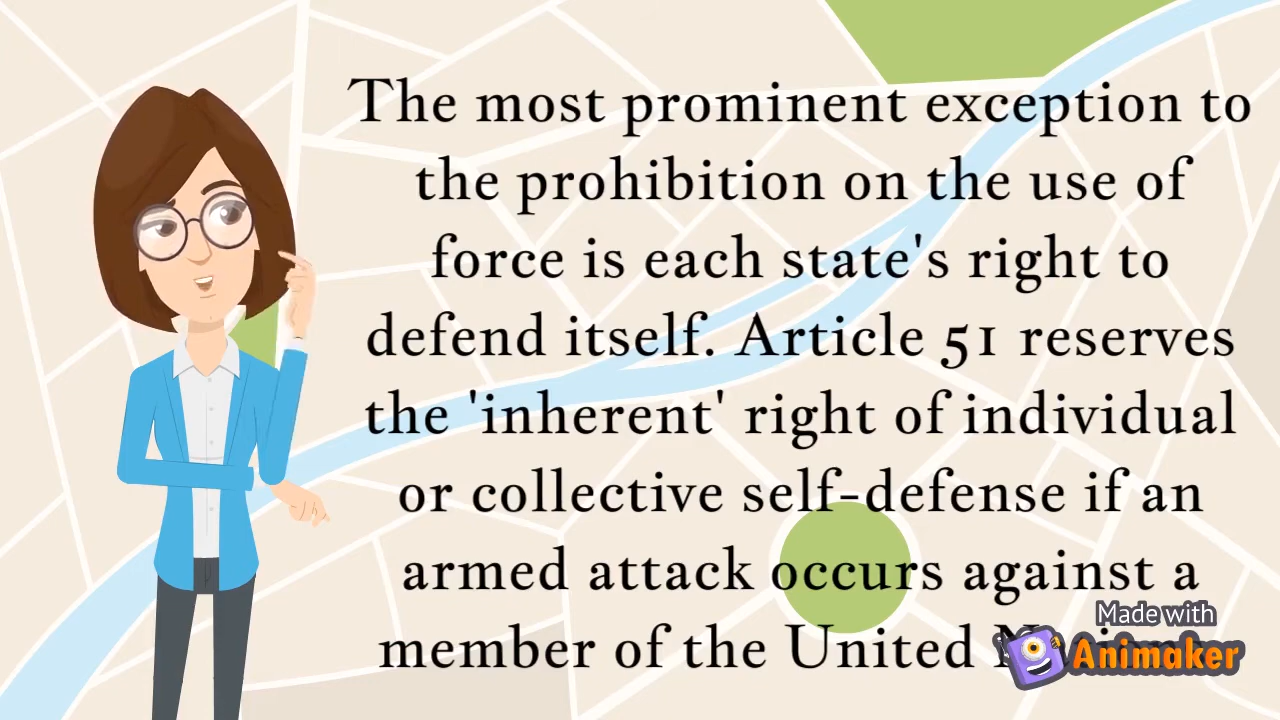 The most prominent exception to
the prohibition on the use of
force is each state's right to
defend itself. Article 51 reserves
the 'inherent' right of individual
or collective self-defense if an
armed attack occurs against a
member of the United
Made with
Animaker